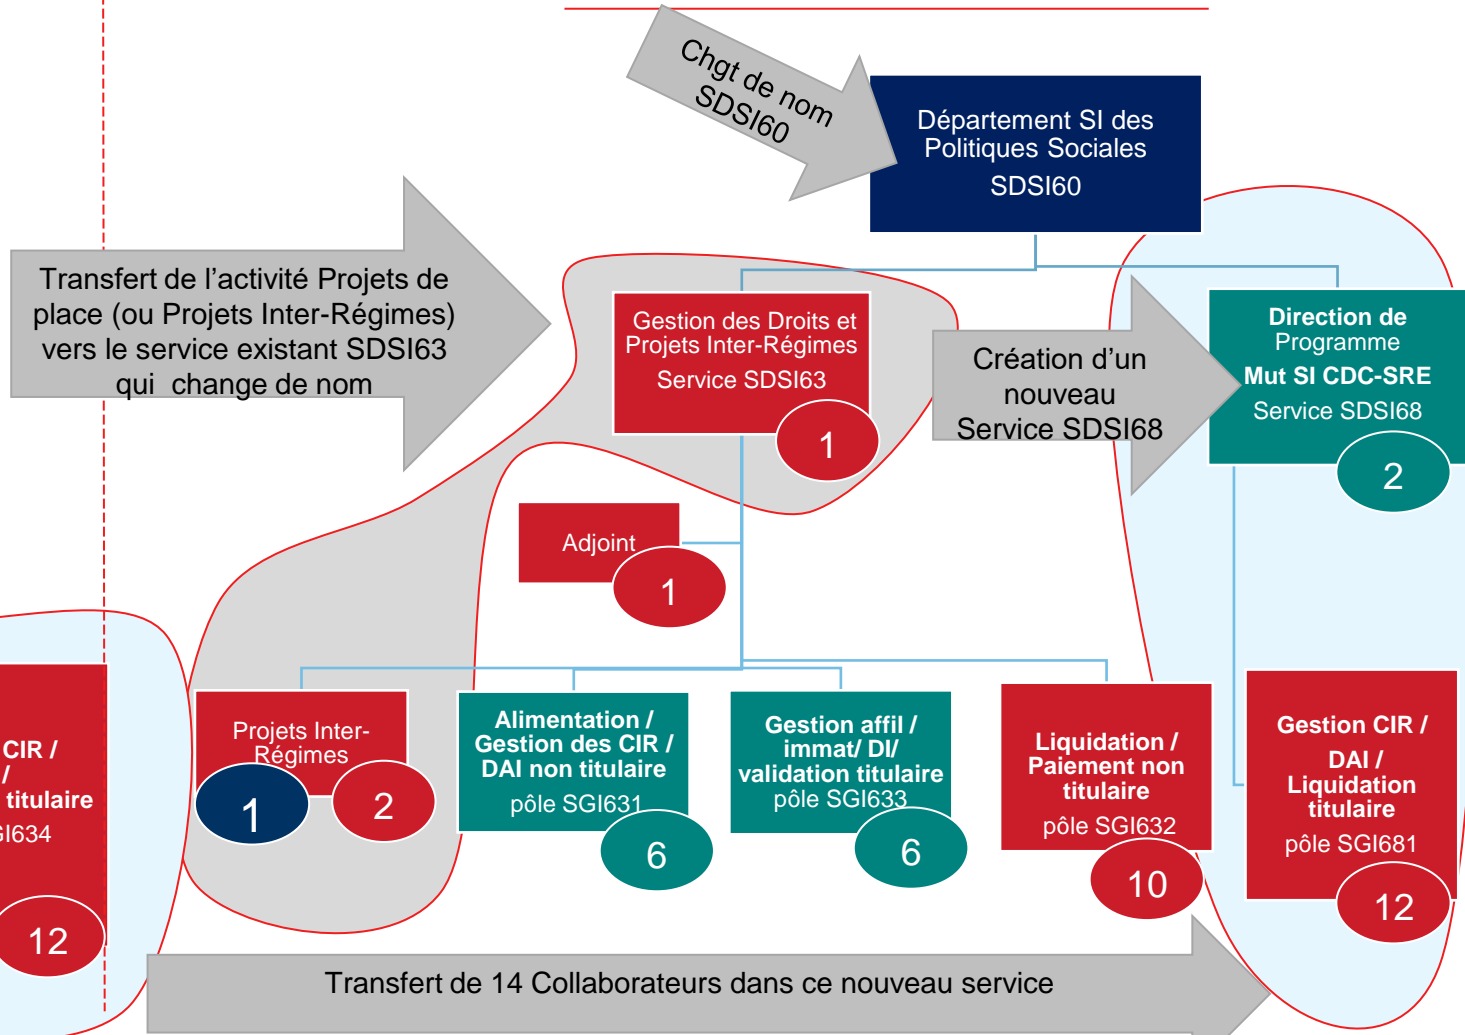 Chgt de nom
SDSI60
Département SI des
Politiques Sociales
SDSI60
Transfert de l’activité Projets de
place (ou Projets Inter-Régimes)
vers le service existant SDSI63
qui change de nom
Gestion des Droits et
Projets Inter-Régimes
Service SDSI63
1
Création d’un
nouveau
Service SDSI68
Direction de
Programme
Mut SI CDC-SRE
Service SDSI68
2
Adjoint
1
CIR /
/
titulaire
GI634
12
Projets Inter-
Régimes
1
2
Alimentation /
Gestion des CIR /
DAI non titulaire
pôle SGI631
6
Gestion affil /
immat/ DI/
validation titulaire
pôle SGI633
6
Liquidation /
Paiement non
titulaire
pôle SGI632
10
Gestion CIR /
DAI /
Liquidation
titulaire
pôle SGI681
12
Transfert de 14 Collaborateurs dans ce nouveau service